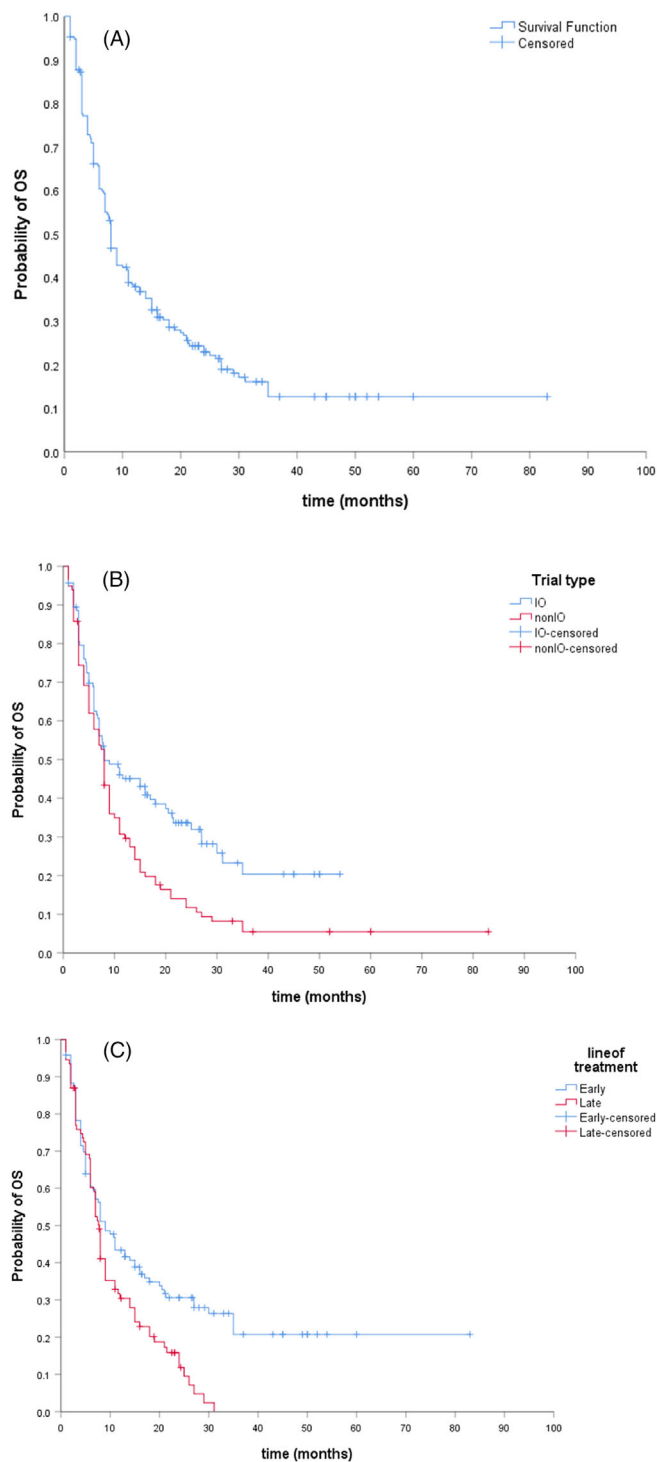 (A)
Survival Function
Censored
1.0
0.9
0.8
0.7
0.6
0.5
0.4
0.3
0.2
0.1
0.0
Probability of OS
0 10 20 30 40 50 60 70 80 90 100
time (months)
(B)
Trial type
IO
nonIO
IO-censored
nonIO-censored
1.0
0.9
0.8
0.7
0.6
0.5
0.4
0.3
0.2
0.1
0.0
Probability of OS
0 10 20 30 40 50 60 70 80 90 100
time (months)
(C)
lineof
treatment
Early
Late
Early-censored
Late-censored
1.0
0.9
0.8
0.7
0.6
0.5
0.4
0.3
0.2
0.1
0.0
Probability of OS
0 10 20 30 40 50 60 70 80 90 100
time (months)